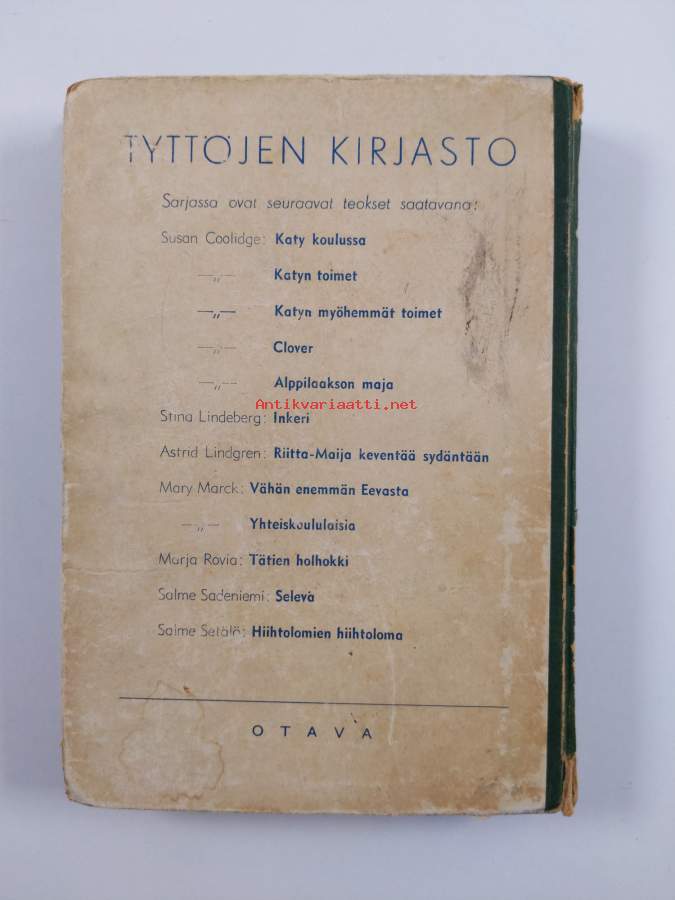 TYTTÖJEN KIRJASTO
Sarjassa ovat seuraavat teokset saatavana:
Susan Coolidge: Katy koulussa
—„— Katyn toimet
—„— Katyn myöhemmät toimet
—„— Clover
—„— Alppilaakson maja
Antikvariaatti.net
Stina Lindeberg: Inkeri
Astrid Lindgren: Riitta-Maija keventää sydäntään
Mary Marck: Vähän enemmän Eevasta
—„— Yhteiskoululaisia
Marja Rovia: Tätien holhokki
Salme Sadeniemi: Seleva
Salme Setälä: Hiihtolomien hiihtoloma
OTAVA